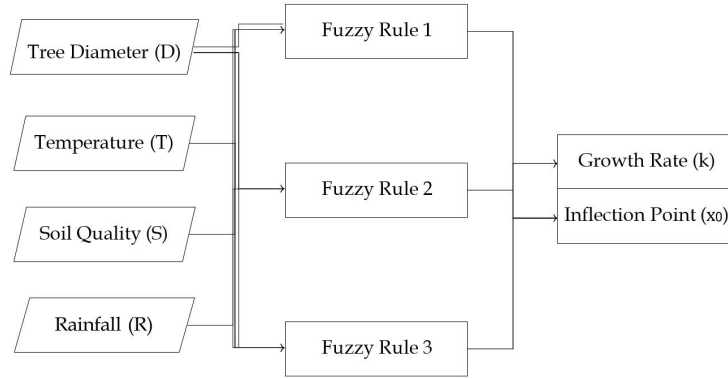 Tree Diameter (D)
Temperature (T)
Soil Quality (S)
Rainfall (R)
Fuzzy Rule 1
Fuzzy Rule 2
Fuzzy Rule 3
Growth Rate (k)
Inflection Point (x0)